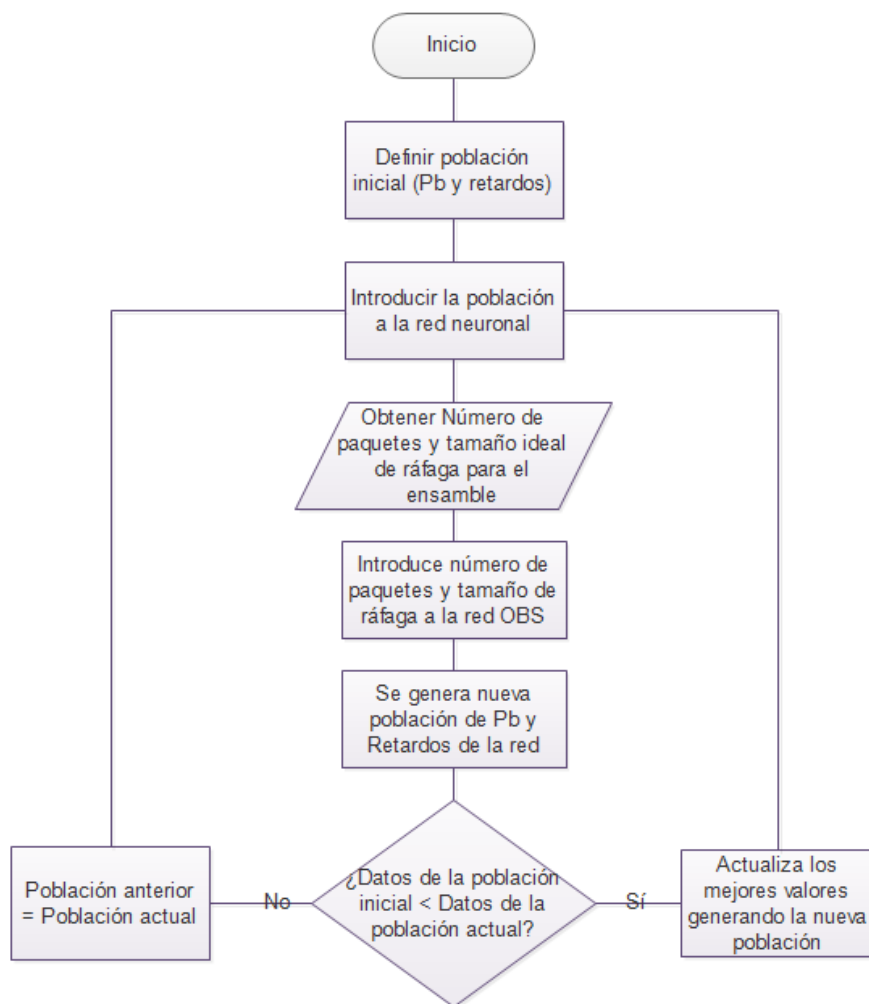 Inicio
Definir población
inicial (Pb y retardos)
Introducir la población
a la red neuronal
Obtener Número de
paquetes y tamaño ideal
de ráfaga para el
ensamble
Introduce número de
paquetes y tamaño de
ráfaga a la red OBS
Se genera nueva
población de Pb y
Retardos de la red
¿Datos de la población
inicial < Datos de la
población actual?
No
Población anterior
= Población actual
Sí
Actualiza los
mejores valores
generando la nueva
población